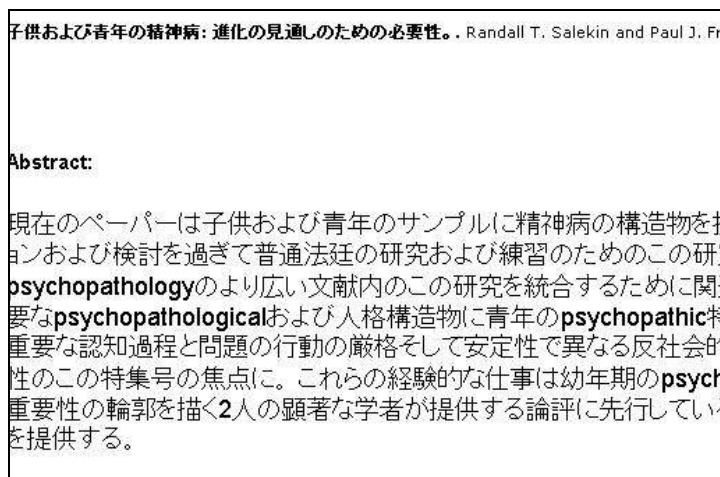 子供および青年の精神病: 進化の見通しのための必要性。. Randall T. Salekin and Paul J. Fr
Abstract:
現在のペーパーは子供および青年のサンプルに精神病の構造物を
ョンおよび検討を過ぎて普通法廷の研究および練習のためのこの研
psychopathologyのより広い文献内のこの研究を統合するために関
要なpsychopathologicalおよび人格構造物に青年のpsychopathic特
重要な認知過程と問題の行動の厳格そして安定性で異なる反社会的
性のこの特集号の焦点に。これらの経験的な仕事は幼年期のpsych
重要性の輪郭を描く2人の顕著な学者が提供する論評に先行してい
を提供する。